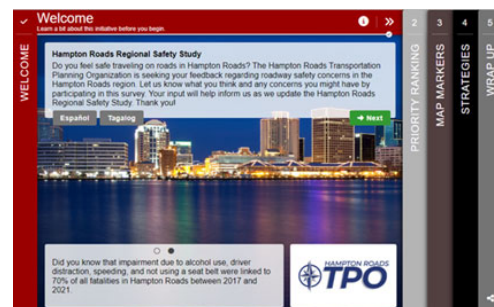 Welcome
Learn a bit about this initiative before you begin.
WELCOME
Hampton Roads Regional Safety Study
Do you feel safe traveling on roads in Hampton Roads? The Hampton Roads Transportation
Planning Organization is seeking your feedback regarding roadway safety concerns in the
Hampton Roads region. Let us know what you think and any concerns you might have by
participating in this survey. Your input will help inform us as we update the Hampton Roads
Regional Safety Study. Thank you!
Español
Tagalog
Next
Did you know that impairment due to alcohol use, driver
distraction, speeding, and not using a seat belt were linked to
70% of all fatalities in Hampton Roads between 2017 and
2021.
HAMPTON ROADS
TPO
2
PRIORITY RANKING
3
MAP MARKERS
4
STRATEGIES
5
WRAP UP